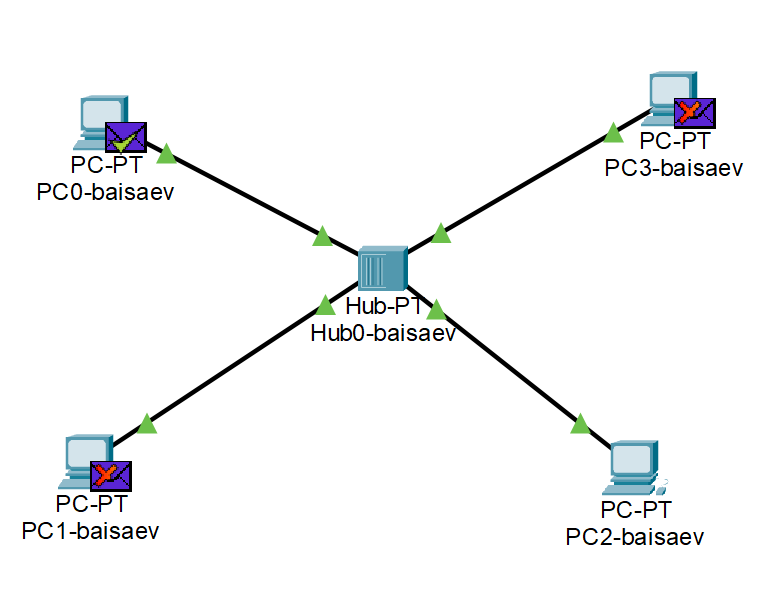 PC-PT
PC0-baisaev
PC-PT
PC3-baisaev
Hub-PT
Hub0-baisaev
PC-PT
PC1-baisaev
PC-PT
PC2-baisaev